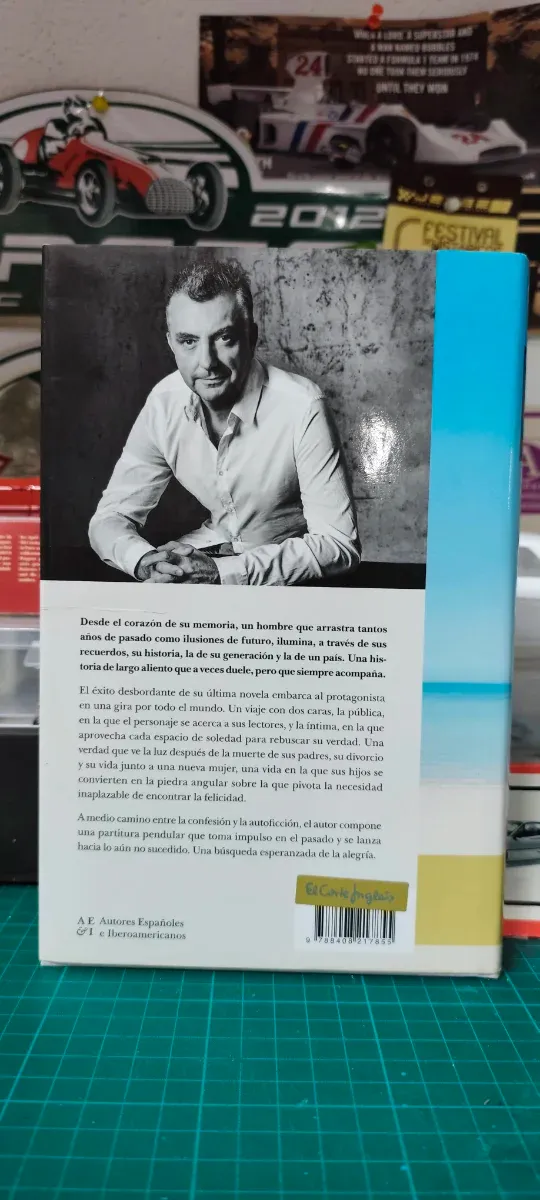 WHEN A LORD, A SUPERSTAR AND
A MAN NAMED BUBBLES
STARTED A FORMULA 1 TEAM IN 1974
NO ONE TOOK THEM SERIOUSLY
UNTIL THEY WON
24
24
2012
FESTIVAL
Desde el corazón de su memoria, un hombre que arrastra tantos
años de pasado como ilusiones de futuro, ilumina, a través de sus
recuerdos, su historia, la de su generación y la de un país. Una his-
toria de largo aliento que a veces duele, pero que siempre acompaña.
El éxito desbordante de su última novela embarca al protagonista
en una gira por todo el mundo. Un viaje con dos caras, la pública,
en la que el personaje se acerca a sus lectores, y la íntima, en la que
aprovecha cada espacio de soledad para rebuscar su verdad. Una
verdad que ve la luz después de la muerte de sus padres, su divorcio
y su vida junto a una nueva mujer, una vida en la que sus hijos se
convierten en la piedra angular sobre la que pivota la necesidad
inaplazable de encontrar la felicidad.
A medio camino entre la confesión y la autoficción, el autor compone
una partitura pendular que toma impulso en el pasado y se lanza
hacia lo aún no sucedido. Una búsqueda esperanzada de la alegría.
El Corte Inglés
A E Autores Españoles
& I e Iberoamericanos
9 788408 217855